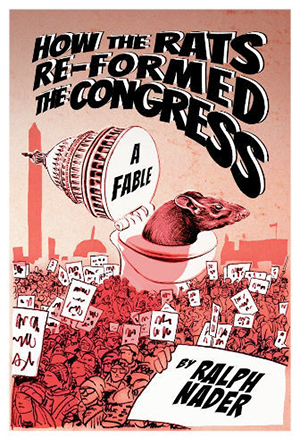 HOW THE RATS
RE-FORMED
THE CONGRESS
A
FABLE
BY RALPH
NADER